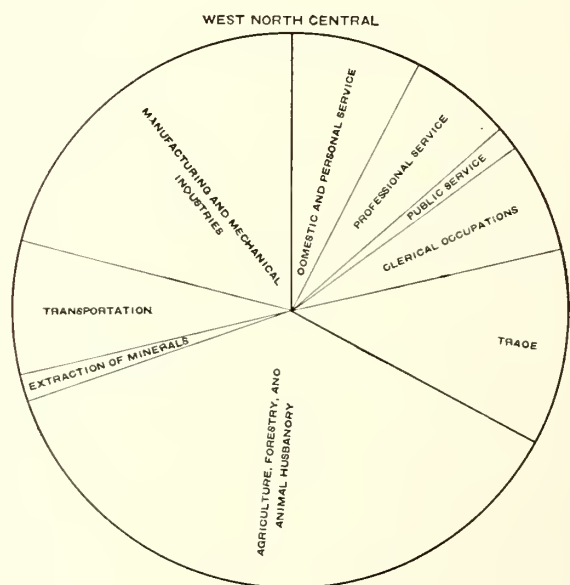 WEST NORTH CENTRAL
DOMESTIC AND PERSONAL SERVICE
PROFESSIONAL SERVICE
PUBLIC SERVICE
CLERICAL OCCUPATIONS
TRADE
AGRICULTURE, FORESTRY, AND
ANIMAL HUSBANDRY
EXTRACTION OF MINERALS
TRANSPORTATION
MANUFACTURING AND MECHANICAL
INDUSTRIES